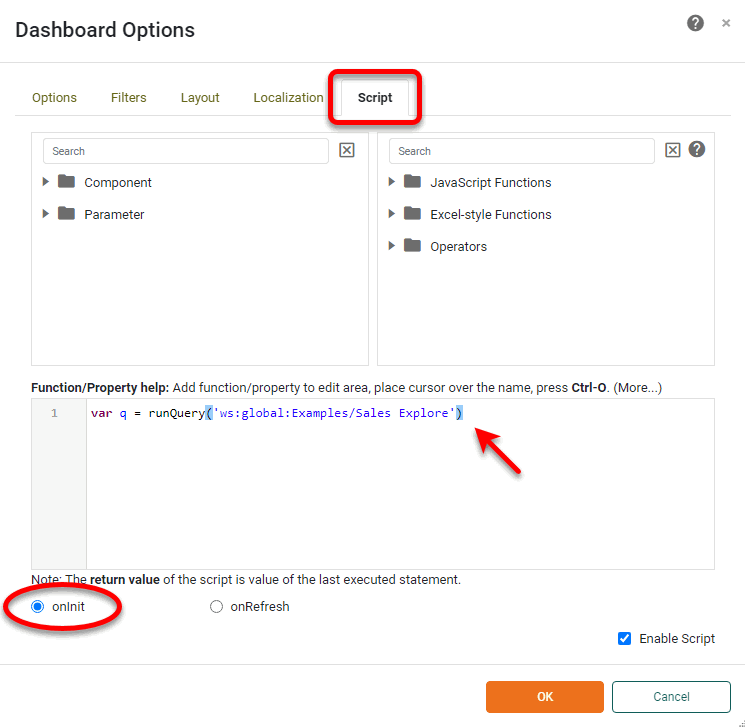 Dashboard Options
Options Filters Layout Localization Script
Search Search
Component JavaScript Functions
Parameter Excel-style Functions
Operators
Function/Property help: Add function/property to edit area, place cursor over the name, press Ctrl-O. (More...)
1 var q = runQuery('ws:global:Examples/Sales Explore')
Note: The return value of the script is value of the last executed statement.
onInit onRefresh
Enable Script
OK Cancel